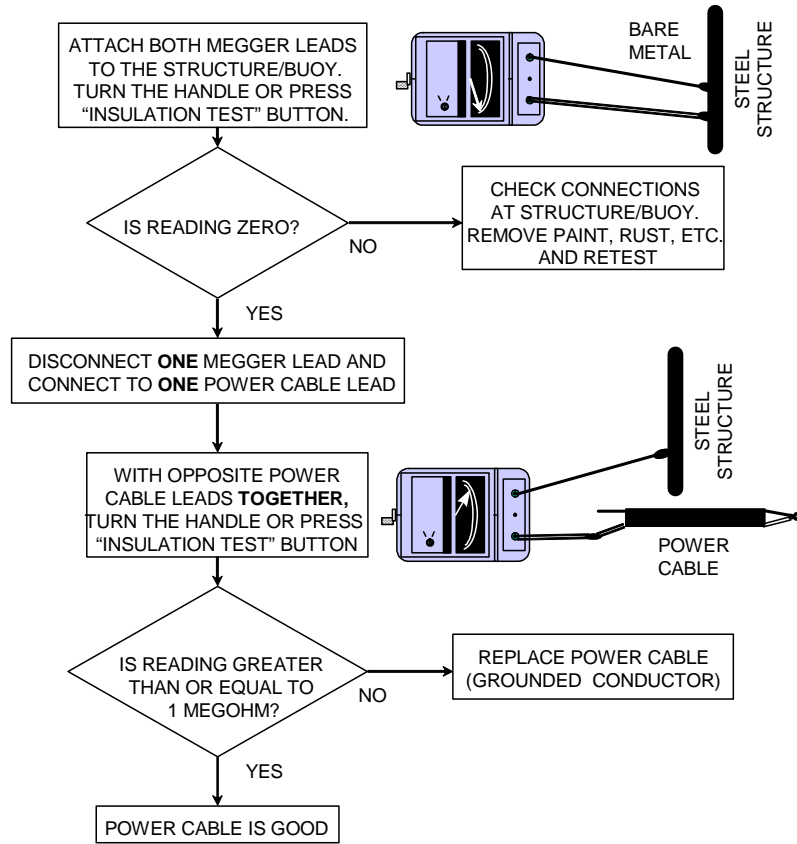 ATTACH BOTH MEGGER LEADS
TO THE STRUCTURE/BUOY.
TURN THE HANDLE OR PRESS
“INSULATION TEST” BUTTON.
BARE
METAL
STEEL
STRUCTURE
IS READING ZERO?
NO
CHECK CONNECTIONS
AT STRUCTURE/BUOY.
REMOVE PAINT, RUST, ETC.
AND RETEST
YES
DISCONNECT ONE MEGGER LEAD AND
CONNECT TO ONE POWER CABLE LEAD
STEEL
STRUCTURE
WITH OPPOSITE POWER
CABLE LEADS TOGETHER,
TURN THE HANDLE OR PRESS
“INSULATION TEST” BUTTON
POWER
CABLE
IS READING GREATER
THAN OR EQUAL TO
1 MEGOHM?
NO
REPLACE POWER CABLE
(GROUNDED CONDUCTOR)
YES
POWER CABLE IS GOOD